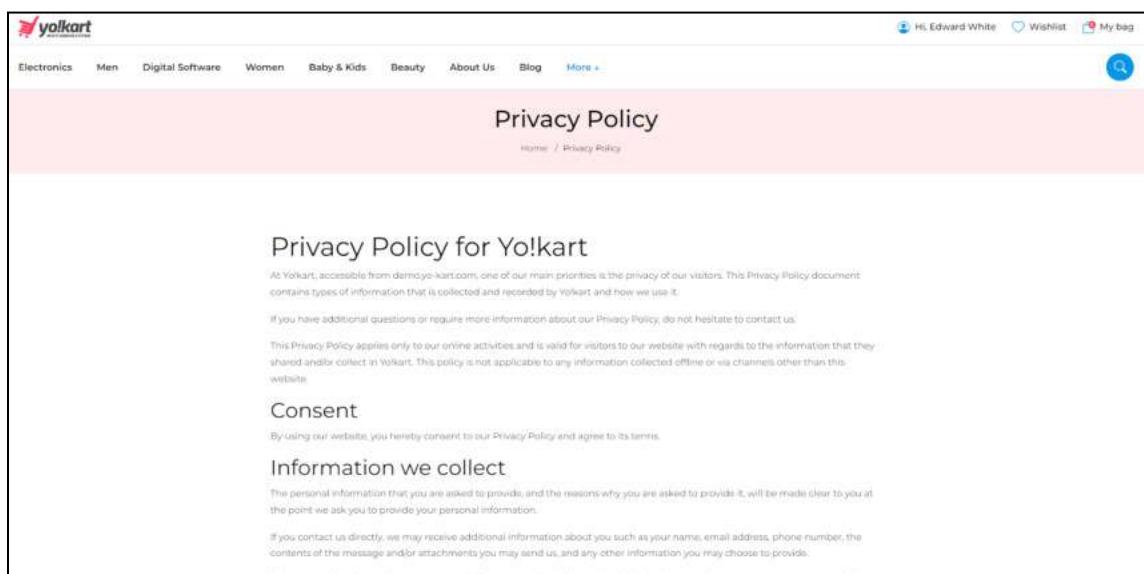 yo!kart
Hi, Edward White Wishlist My bag
Electronics Men Digital Software Women Baby & Kids Beauty About Us Blog More +
Privacy Policy
Home / Privacy Policy
Privacy Policy for Yo!kart
At Yo!kart, accessible from demo.yo-kart.com, one of our main priorities is the privacy of our visitors. This Privacy Policy document
contains types of information that is collected and recorded by Yo!kart and how we use it.
If you have additional questions or require more information about our Privacy Policy, do not hesitate to contact us.
This Privacy Policy applies only to our online activities and is valid for visitors to our website with regards to the information that they
shared and/or collect in Yo!kart. This policy is not applicable to any information collected offline or via channels other than this
website.
Consent
By using our website, you hereby consent to our Privacy Policy and agree to its terms.
Information we collect
The personal information that you are asked to provide, and the reasons why you are asked to provide it, will be made clear to you at
the point we ask you to provide your personal information.
If you contact us directly, we may receive additional information about you such as your name, email address, phone number, the
contents of the message and/or attachments you may send us, and any other information you may choose to provide.